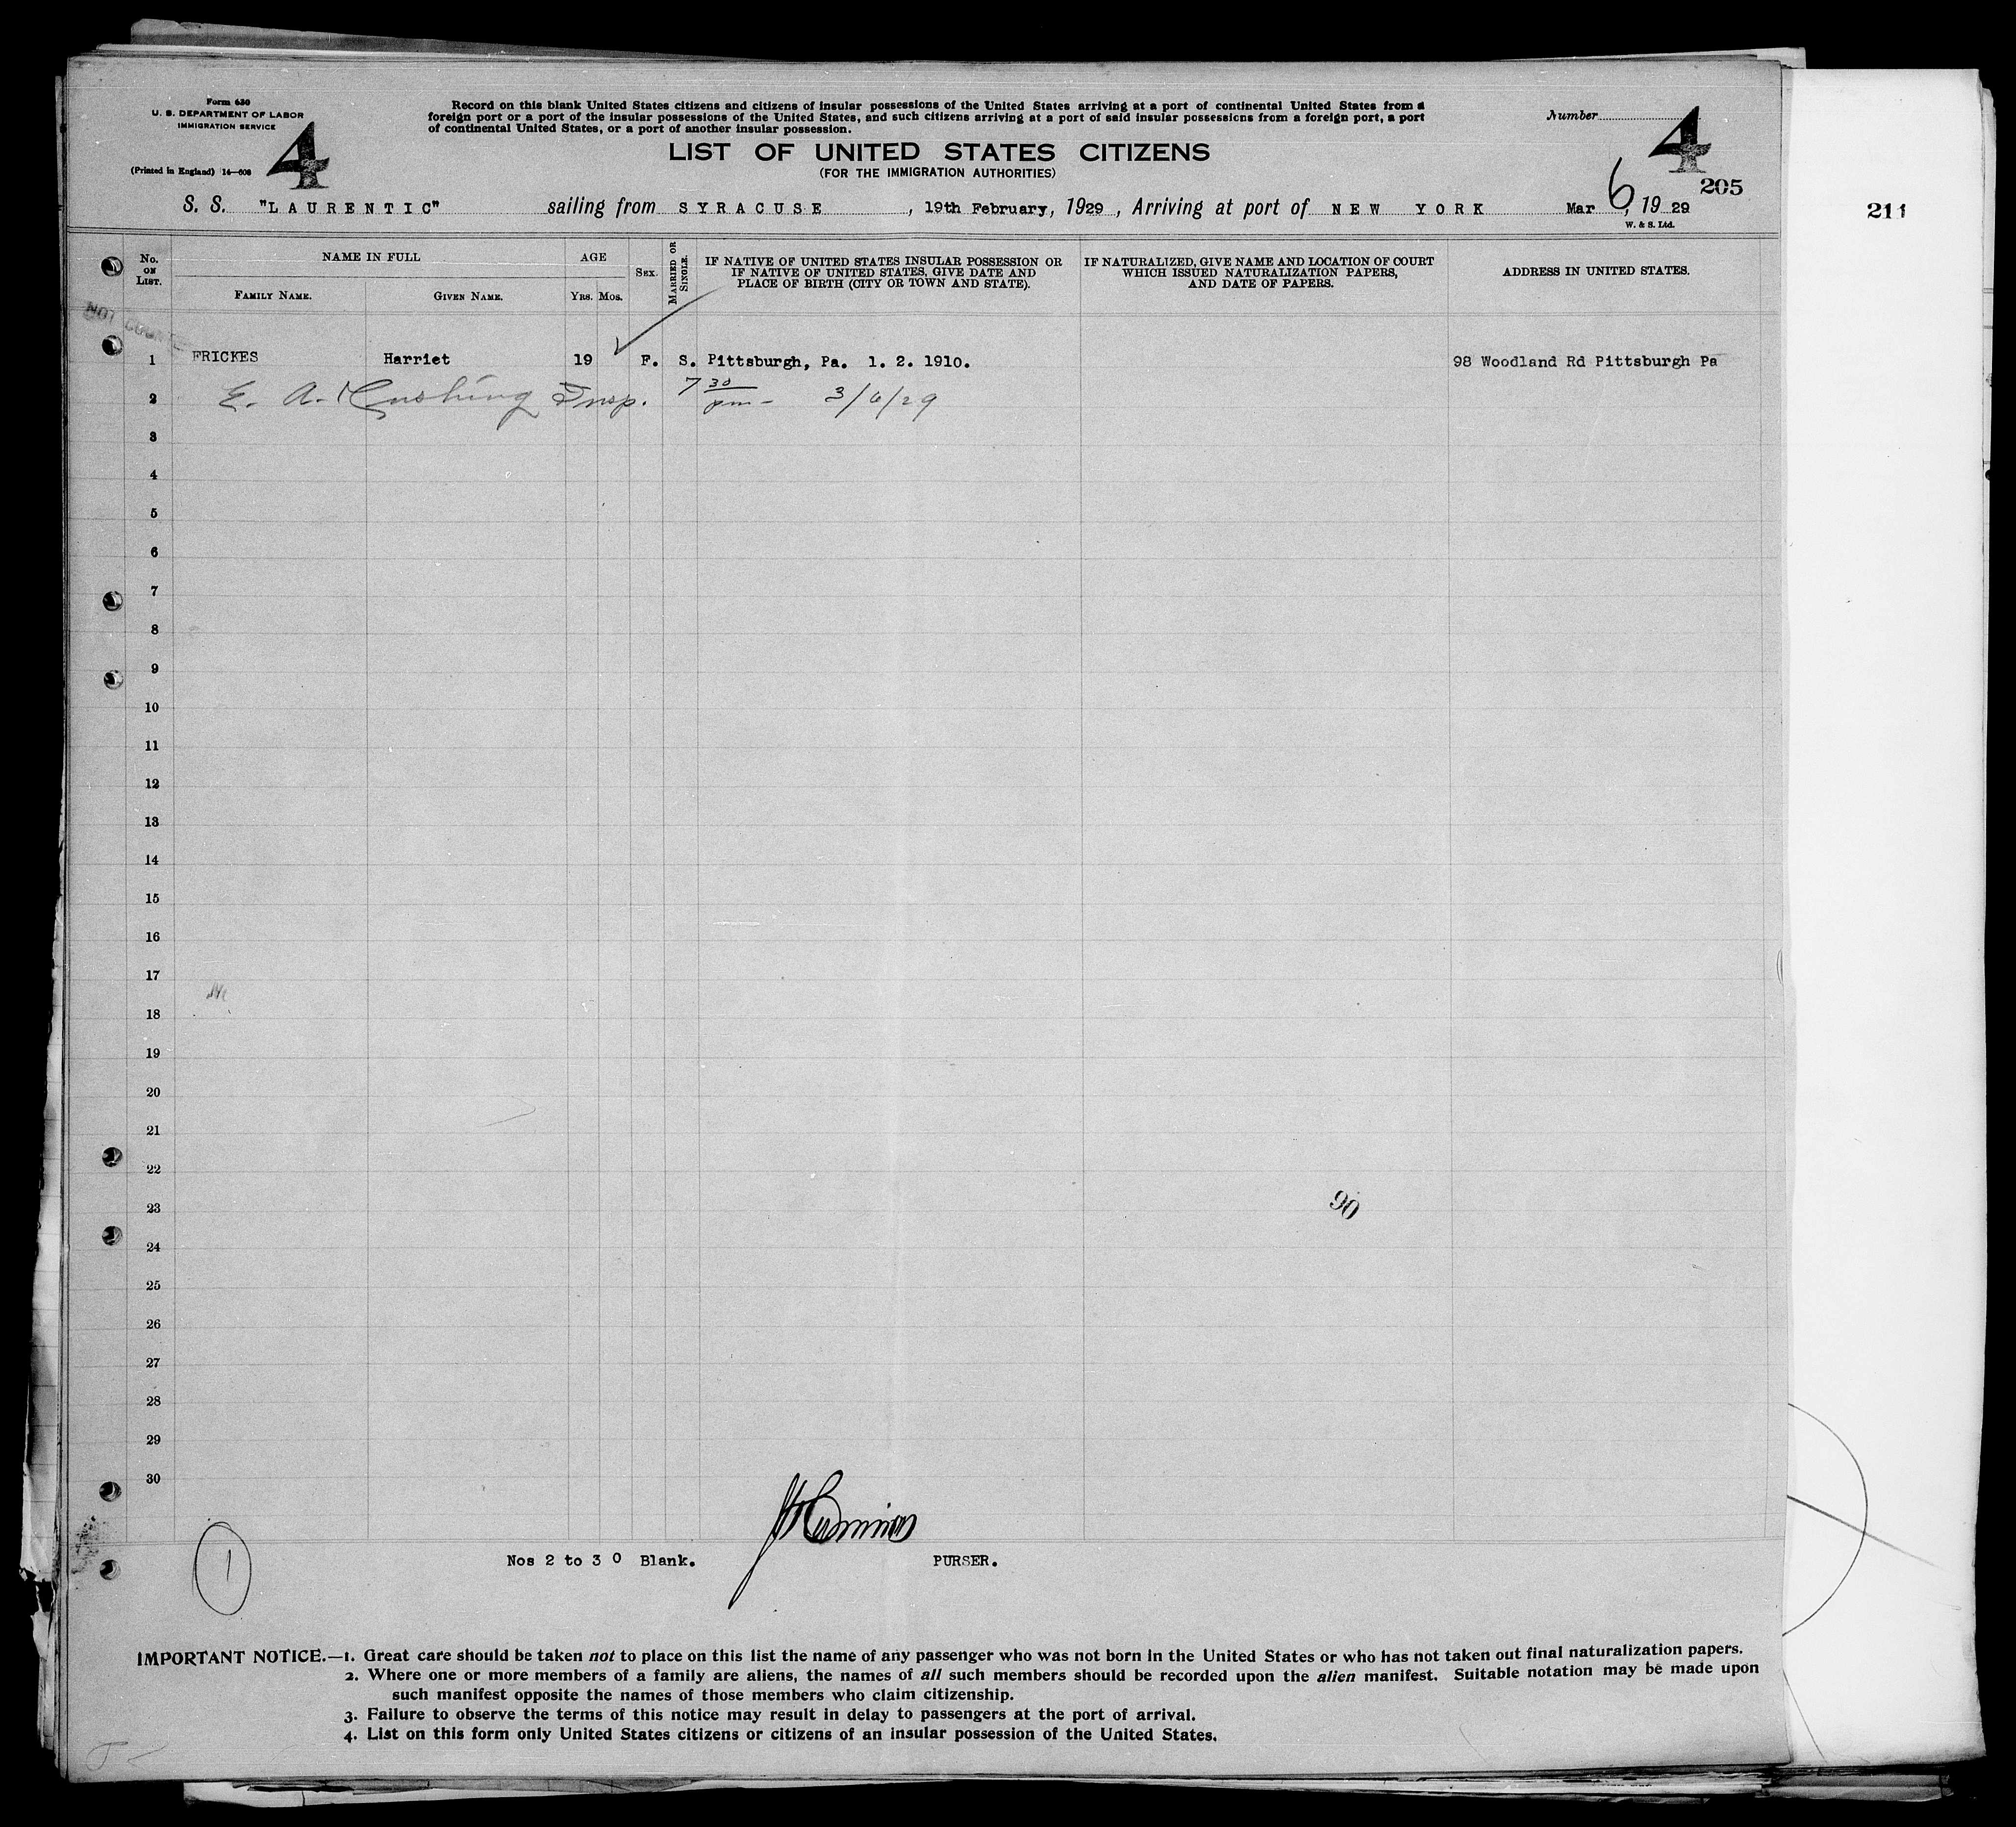 Form 630
U. S. DEPARTMENT OF LABOR
IMMIGRATION SERVICE
(Printed in England) 14—608
4
Record on this blank United States citizens and citizens of insular possessions of the United States arriving at a port of continental United States from a
foreign port or a port of the insular possessions of the United States, and such citizens arriving at a port of said insular possessions from a foreign port, a port
of continental United States, or a port of another insular possession.
LIST OF UNITED STATES CITIZENS
(FOR THE IMMIGRATION AUTHORITIES)
Number
4
205
211
S. S. "LAURENTIC" sailing from SYRACUSE, 19th February, 1929, Arriving at port of NEW YORK Mar 6, 1929
W. & S. Ltd.
No. ON LIST.
NAME IN FULL
FAMILY NAME. GIVEN NAME.
AGE
YRS. MOS.
SEX.
MARRIED OR SINGLE.
IF NATIVE OF UNITED STATES INSULAR POSSESSION OR
IF NATIVE OF UNITED STATES, GIVE DATE AND
PLACE OF BIRTH (CITY OR TOWN AND STATE).
IF NATURALIZED, GIVE NAME AND LOCATION OF COURT
WHICH ISSUED NATURALIZATION PAPERS,
AND DATE OF PAPERS.
ADDRESS IN UNITED STATES.
NOT
1 FRICKES Harriet 19 F. S. Pittsburgh, Pa. 1. 2. 1910. 98 Woodland Rd Pittsburgh Pa
2 E. A. Cushing Insp. 7 30 pm - 3/6/29
3
4
5
6
7
8
9
10
11
12
13
14
15
16
17
18
19
20
21
22
23
90
24
25
26
27
28
29
30
1
Nos 2 to 30 Blank.
PURSER.
IMPORTANT NOTICE.—1. Great care should be taken not to place on this list the name of any passenger who was not born in the United States or who has not taken out final naturalization papers.
2. Where one or more members of a family are aliens, the names of all such members should be recorded upon the alien manifest. Suitable notation may be made upon
such manifest opposite the names of those members who claim citizenship.
3. Failure to observe the terms of this notice may result in delay to passengers at the port of arrival.
4. List on this form only United States citizens or citizens of an insular possession of the United States.